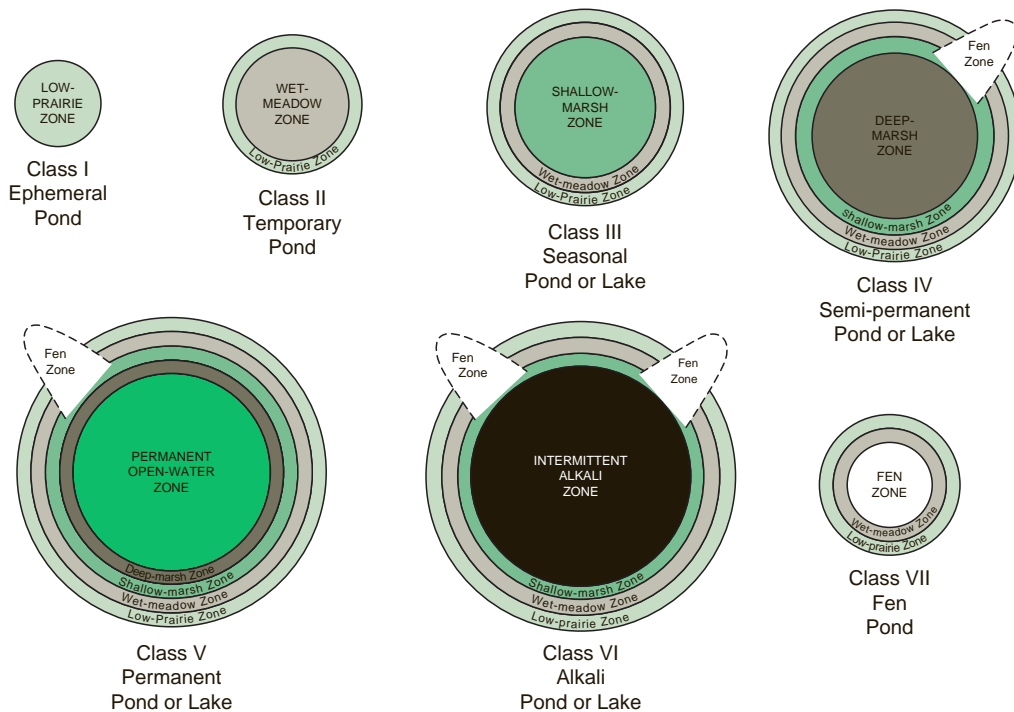 LOW-
PRAIRIE
ZONE
Class I
Ephemeral
Pond
WET-
MEADOW
ZONE
Low-Prairie Zone
Class II
Temporary
Pond
SHALLOW-
MARSH
ZONE
Wet-meadow Zone
Low-Prairie Zone
Class III
Seasonal
Pond or Lake
Fen
Zone
DEEP-
MARSH
ZONE
shallow-marsh Zone
Wet-meadow Zone
Low-Prairie Zone
Class IV
Semi-permanent
Pond or Lake
Fen
Zone
PERMANENT
OPEN-WATER
ZONE
Deep-marsh Zone
Shallow-marsh Zone
Wet-meadow Zone
Low-Prairie Zone
Class V
Permanent
Pond or Lake
Fen
Zone
Fen
Zone
INTERMITTENT
ALKALI
ZONE
Shallow-marsh Zone
Wet-meadow Zone
Low-prairie Zone
Class VI
Alkali
Pond or Lake
FEN
ZONE
Wet-meadow Zone
Low-prairie Zone
Class VII
Fen
Pond